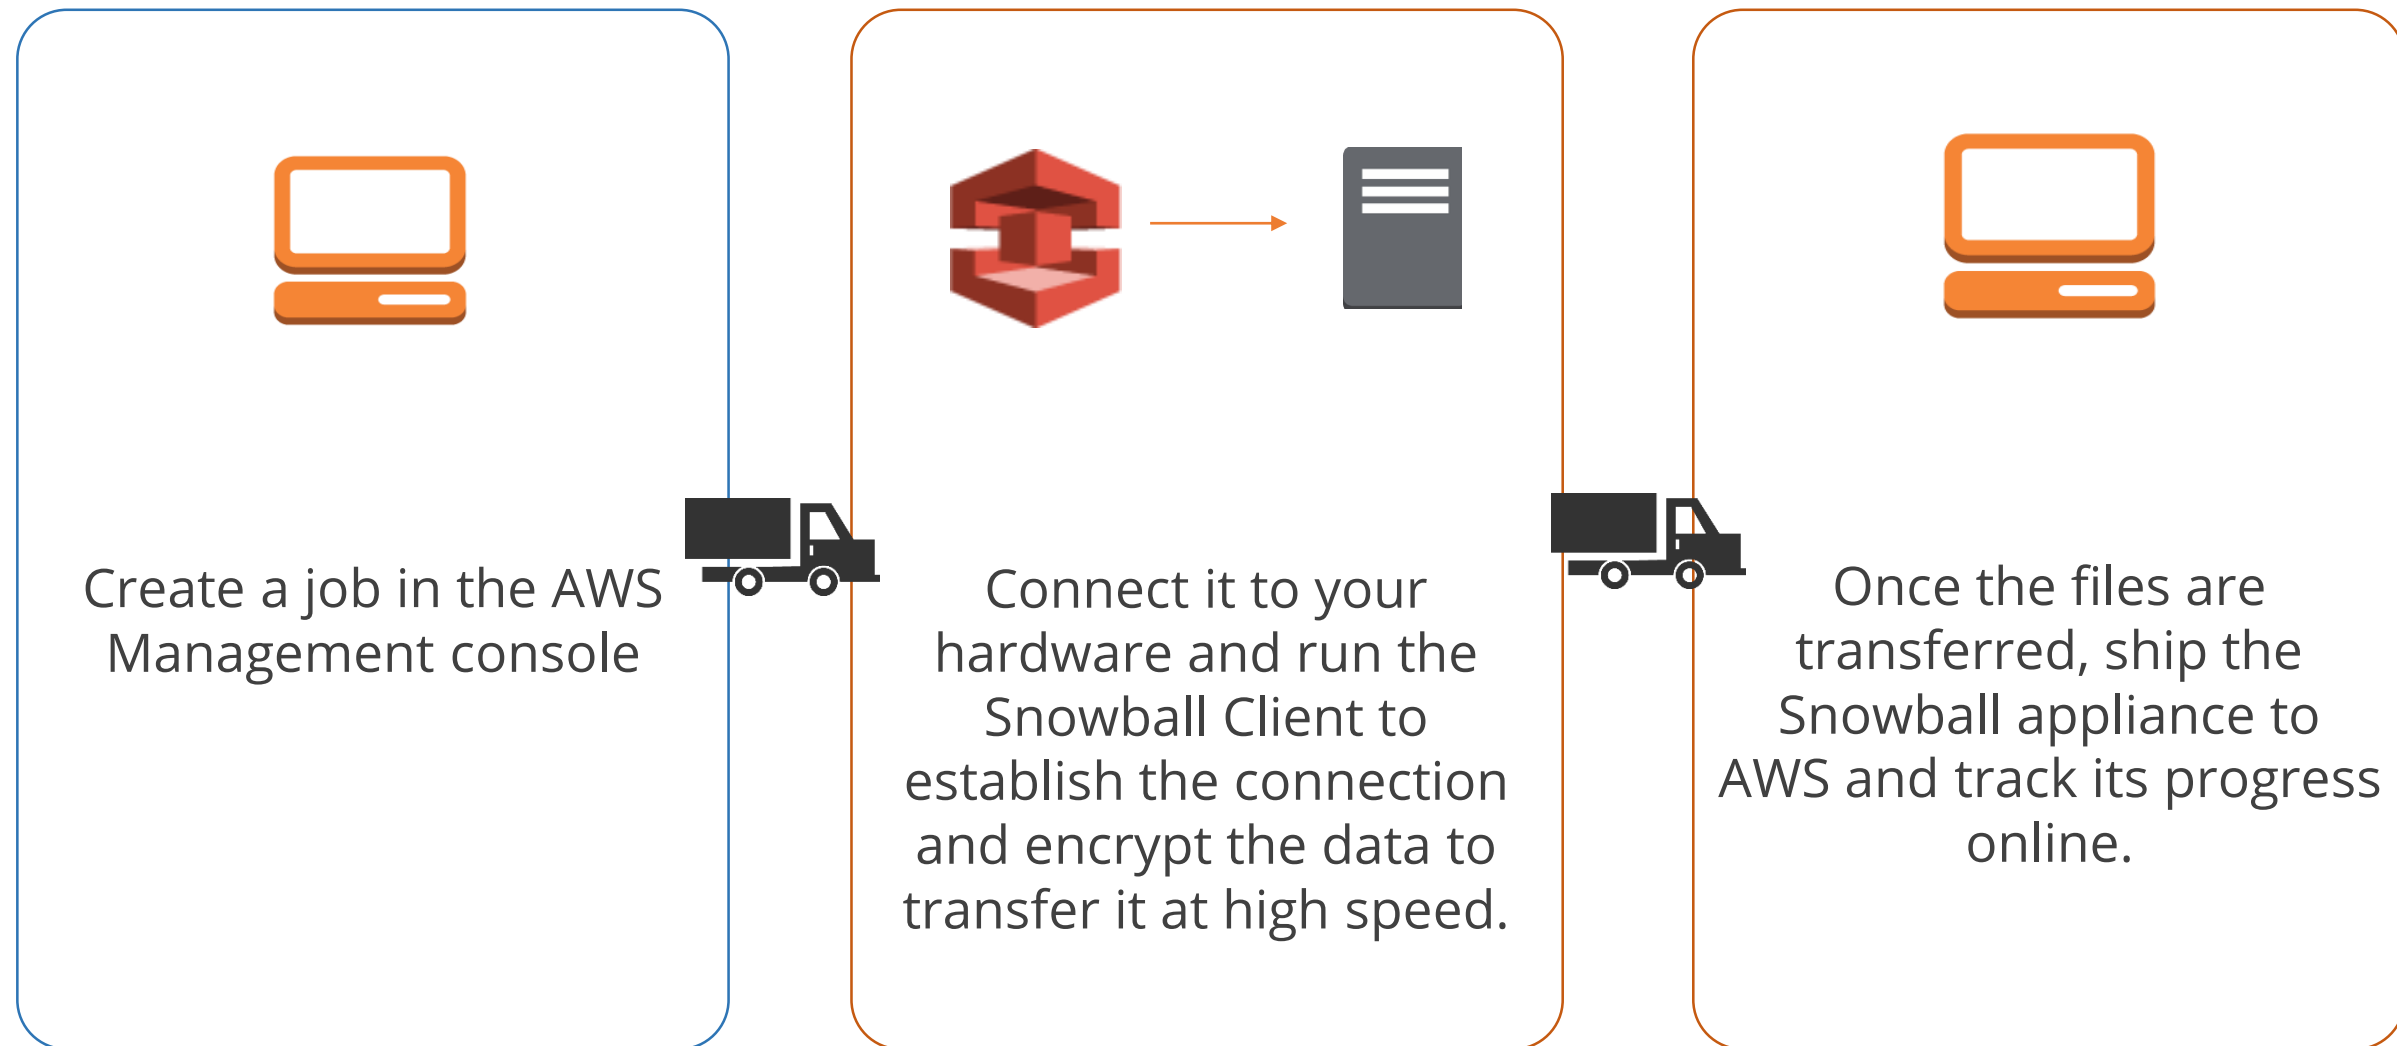 Create a job in the AWS
Management console
Connect it to your
hardware and run the
Snowball Client to
establish the connection
and encrypt the data to
transfer it at high speed.
Once the files are
transferred, ship the
Snowball appliance to
AWS and track its progress
online.